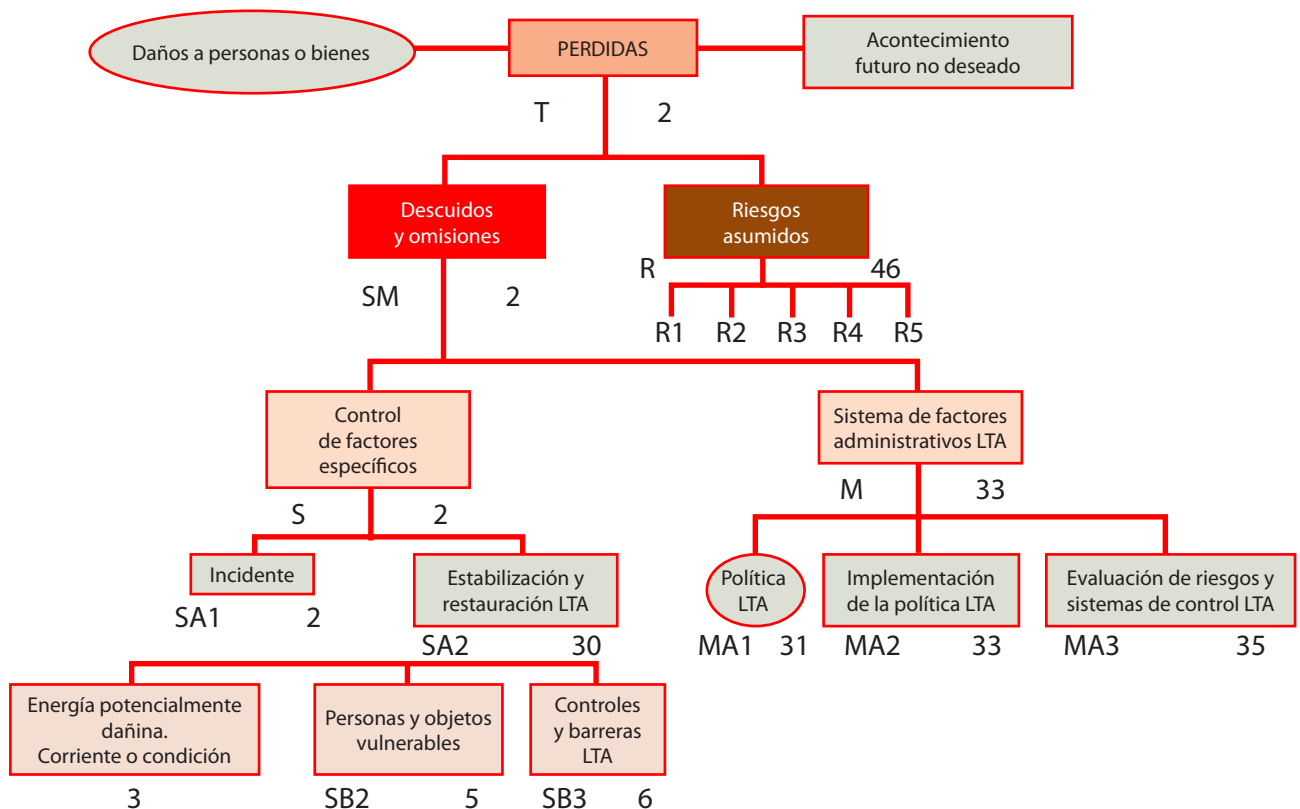 Daños a personas o bienes
PERDIDAS
Acontecimiento
futuro no deseado
T 2
Descuidos
y omisiones
Riesgos
asumidos
SM 2
R 46
R1 R2 R3 R4 R5
Control
de factores
específicos
Sistema de factores
administrativos LTA
S 2
M 33
Incidente
Estabilización y
restauración LTA
Política
LTA
Implementación
de la política LTA
Evaluación de riesgos y
sistemas de control LTA
SA1 2
SA2 30
MA1 31
MA2 33
MA3 35
Energía potencialmente
dañina.
Corriente o condición
Personas y objetos
vulnerables
Controles
y barreras
LTA
3
SB2 5
SB3 6